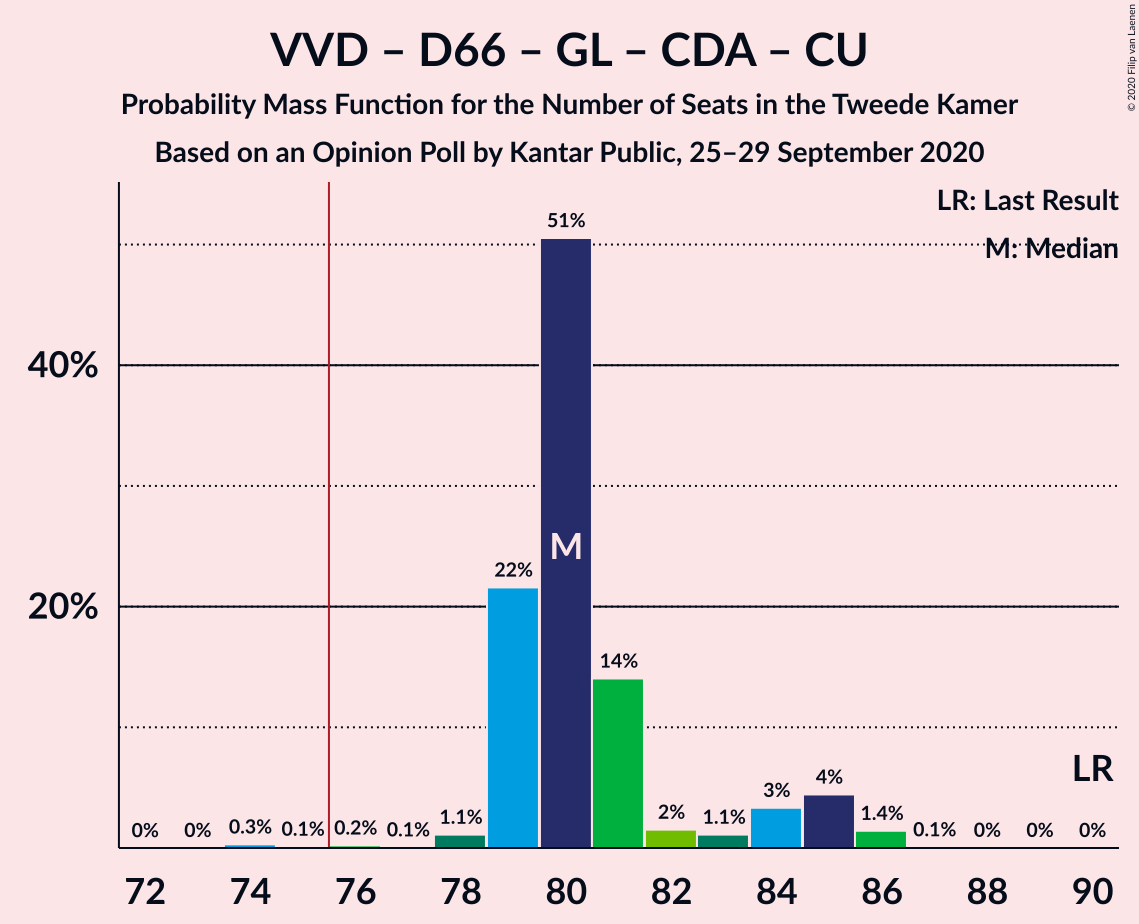 VVD – D66 – GL – CDA – CU
Probability Mass Function for the Number of Seats in the Tweede Kamer
Based on an Opinion Poll by Kantar Public, 25–29 September 2020
© 2020 Filip van Laenen
LR: Last Result
M: Median
40%
20%
0%
0%
0.3%
0.1%
0.2%
0.1%
1.1%
22%
51%
M
14%
2%
1.1%
3%
4%
1.4%
0.1%
0%
0%
0%
LR
72 74 76 78 80 82 84 86 88 90